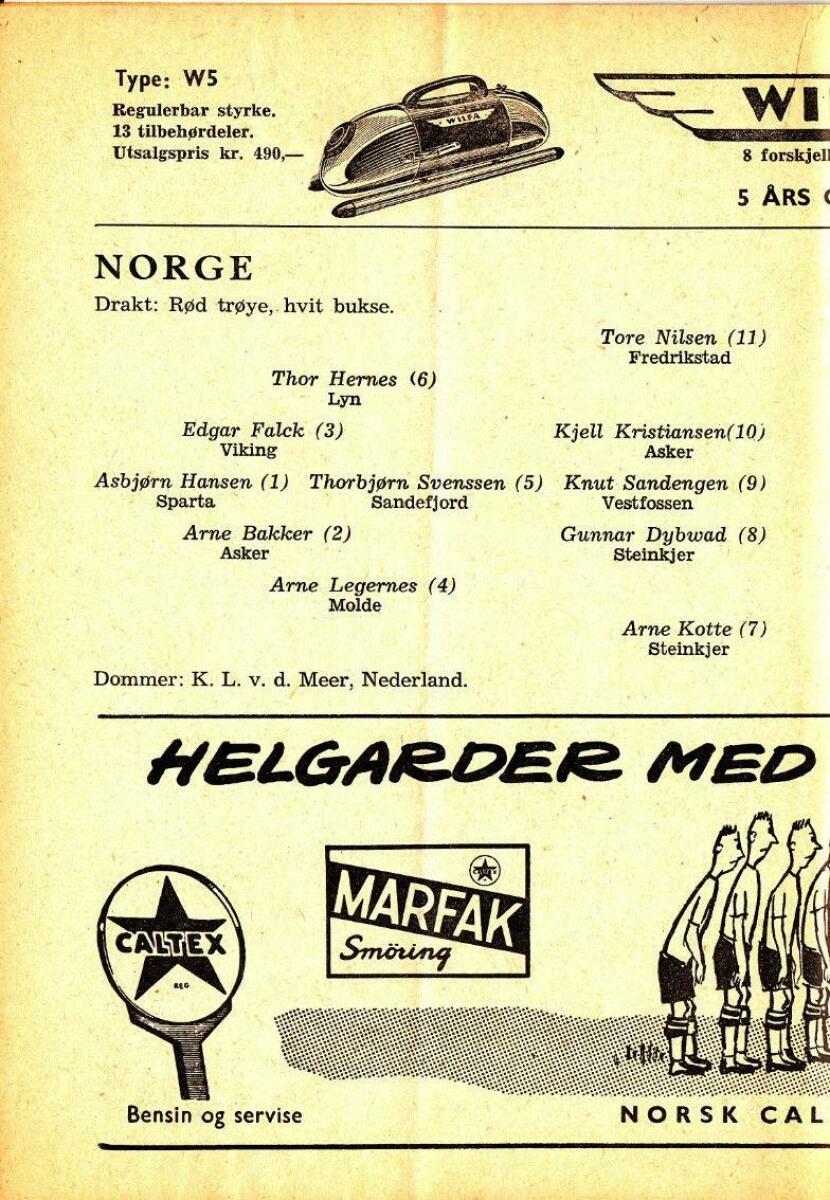 Type: W5
Regulerbar styrke.
13 tilbehørdeler.
Utsalgspris kr. 490,—
WILFA
WI
8 forskjell
5 ÅRS
NORGE
Drakt: Rød trøye, hvit bukse.
Tore Nilsen (11)
Fredrikstad
Thor Hernes (6)
Lyn
Edgar Falck (3)
Viking
Kjell Kristiansen(10)
Asker
Asbjørn Hansen (1)
Sparta
Thorbjørn Svenssen (5)
Sandefjord
Knut Sandengen (9)
Vestfossen
Arne Bakker (2)
Asker
Gunnar Dybwad (8)
Steinkjer
Arne Legernes (4)
Molde
Arne Kotte (7)
Steinkjer
Dommer: K. L. v. d. Meer, Nederland.
HELGARDER MED
CALTEX
REG
MARFAK
Smöring
Bensin og servise
NORSK CAL